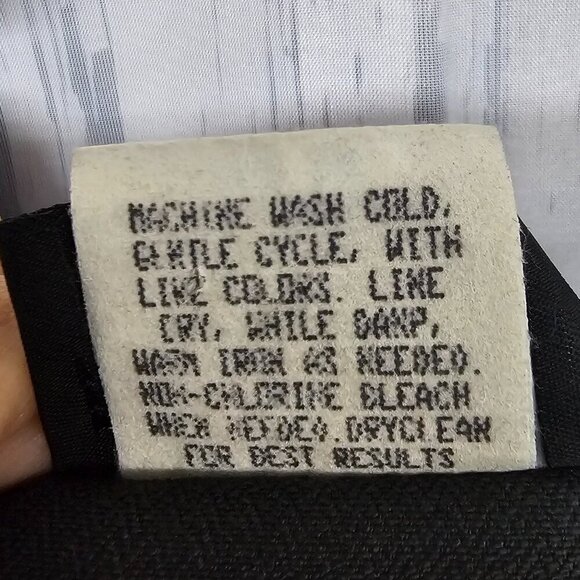 MACHINE WASH COLD,
GENTLE CYCLE, WITH
LIKE COLORS. LINE
DRY, WHILE DAMP,
WARM IRON AS NEEDED.
NON-CHLORINE BLEACH
WHEN NEEDED.DRYCLEAN
FOR BEST RESULTS